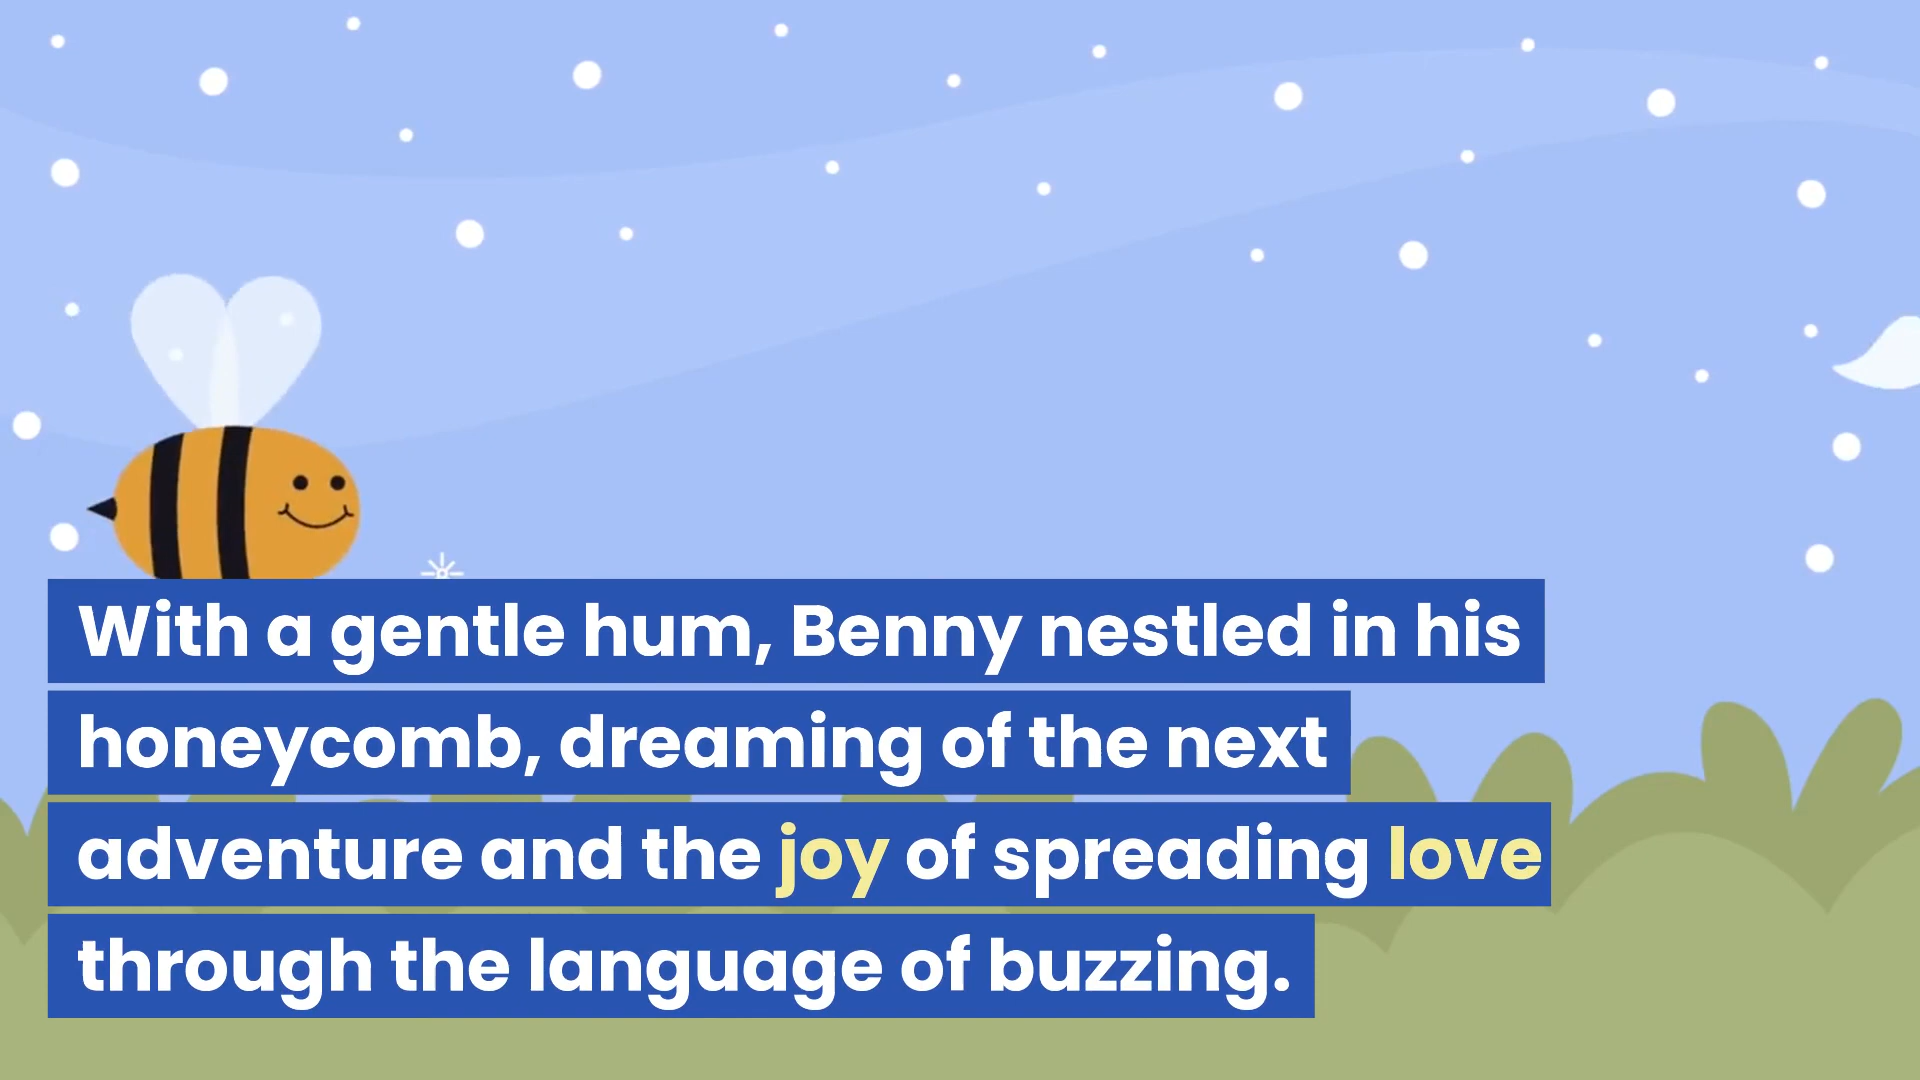 With a gentle hum, Benny nestled in his
honeycomb, dreaming of the next
adventure and the joy of spreading love
through the language of buzzing.